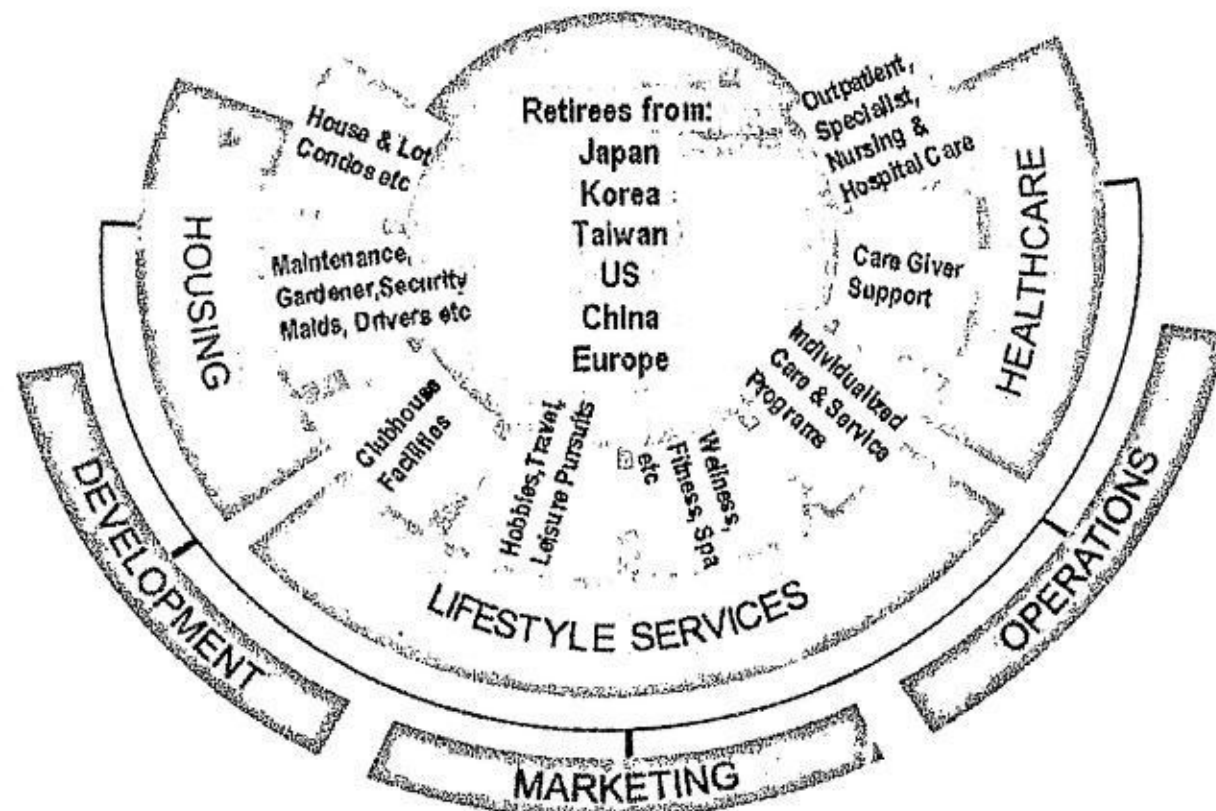 Retirees from:
Japan
Korea
Taiwan
US
China
Europe
House & Lot
Condos etc
Maintenance,
Gardener,Security
Maids, Drivers etc
Clubhouse
Facilities
Hobbies,Travel,
Leisure Pursuits
Wellness,
Fitness, Spa
etc
Individualized
Care & Service
Programs
Care Giver
Support
Outpatient,
Specialist,
Nursing &
Hospital Care
HOUSING
LIFESTYLE SERVICES
HEALTHCARE
DEVELOPMENT
MARKETING
OPERATIONS